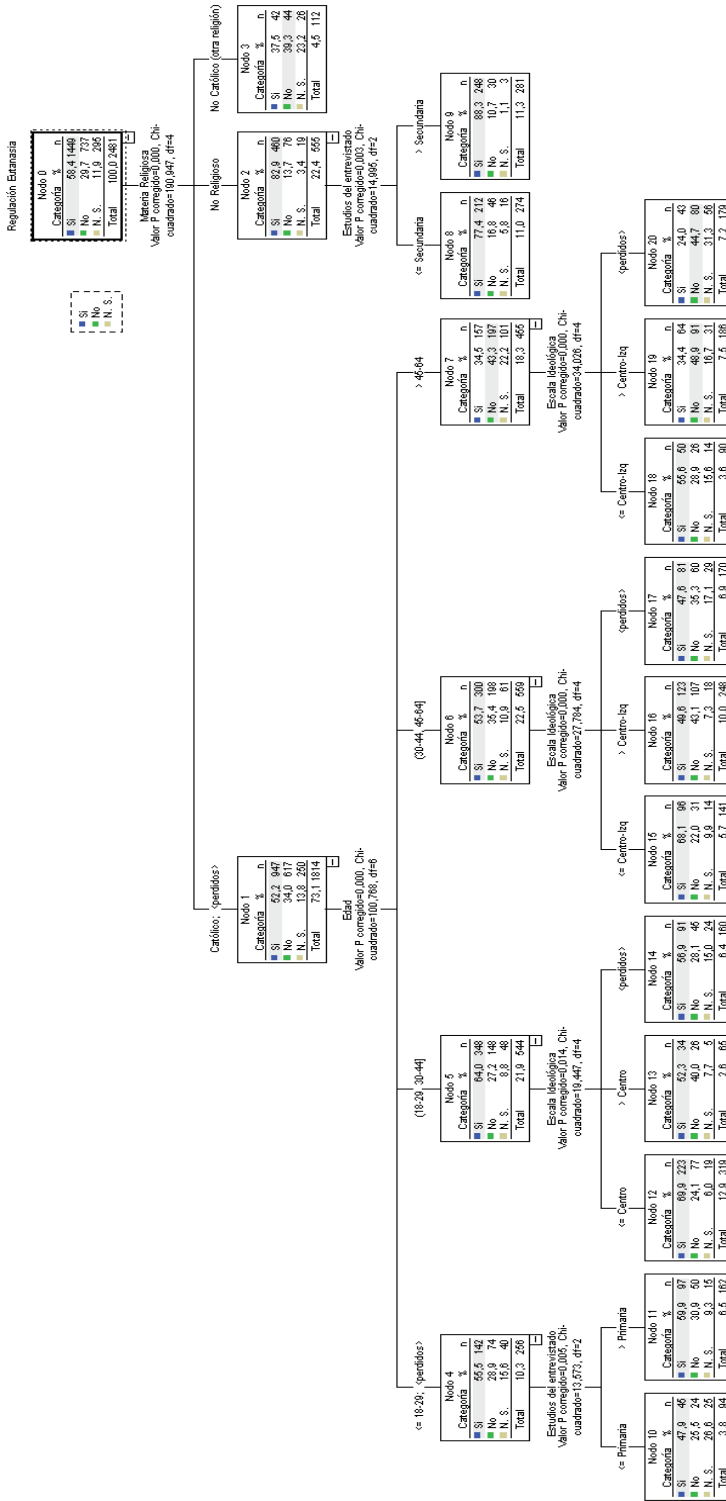 Regulación Eutanasia
Si
No
N. S.
Nodo 0
Categoría % n
Si 58,4 1449
No 29,7 737
N. S. 11,9 295
Total 100,0 2481
Materia Religiosa
Valor P corregido=0,000, Chi-
cuadrado=190,947, df=4
Católico; <perdidos>
Nodo 1
Categoría % n
Si 52,2 947
No 34,0 617
N. S. 13,8 250
Total 73,1 1814
Edad
Valor P corregido=0,000, Chi-
cuadrado=100,768, df=6
No Religioso
Nodo 2
Categoría % n
Si 82,9 460
No 13,7 76
N. S. 3,4 19
Total 22,4 555
Estudios del entrevistado
Valor P corregido=0,003, Chi-
cuadrado=14,995, df=2
No Católico (otra religión)
Nodo 3
Categoría % n
Si 37,5 42
No 39,3 44
N. S. 23,2 26
Total 4,5 112
<= 18-29; <perdidos>
Nodo 4
Categoría % n
Si 55,5 142
No 28,9 74
N. S. 15,6 40
Total 10,3 256
Estudios del entrevistado
Valor P corregido=0,005, Chi-
cuadrado=13,573, df=2
(18-29, 30-44]
Nodo 5
Categoría % n
Si 64,0 348
No 27,2 148
N. S. 8,8 48
Total 21,9 544
Escala Ideológica
Valor P corregido=0,014, Chi-
cuadrado=19,447, df=4
(30-44, 45-64]
Nodo 6
Categoría % n
Si 53,7 300
No 35,4 198
N. S. 10,9 61
Total 22,5 559
Escala Ideológica
Valor P corregido=0,000, Chi-
cuadrado=27,784, df=4
> 45-64
Nodo 7
Categoría % n
Si 34,5 157
No 43,3 197
N. S. 22,2 101
Total 18,3 455
Escala Ideológica
Valor P corregido=0,000, Chi-
cuadrado=34,026, df=4
<= Secundaria
Nodo 8
Categoría % n
Si 77,4 212
No 16,8 46
N. S. 5,8 16
Total 11,0 274
> Secundaria
Nodo 9
Categoría % n
Si 88,3 248
No 10,7 30
N. S. 1,1 3
Total 11,3 281
<= Primaria
Nodo 10
Categoría % n
Si 47,9 45
No 25,5 24
N. S. 26,6 25
Total 3,8 94
> Primaria
Nodo 11
Categoría % n
Si 59,9 97
No 30,9 50
N. S. 9,3 15
Total 6,5 162
<= Centro
Nodo 12
Categoría % n
Si 69,9 223
No 24,1 77
N. S. 6,0 19
Total 12,9 319
> Centro
Nodo 13
Categoría % n
Si 52,3 34
No 40,0 26
N. S. 7,7 5
Total 2,6 65
<perdidos>
Nodo 14
Categoría % n
Si 56,9 91
No 28,1 45
N. S. 15,0 24
Total 6,4 160
<= Centro-Izq
Nodo 15
Categoría % n
Si 68,1 96
No 22,0 31
N. S. 9,9 14
Total 5,7 141
> Centro-Izq
Nodo 16
Categoría % n
Si 49,6 123
No 43,1 107
N. S. 7,3 18
Total 10,0 248
<perdidos>
Nodo 17
Categoría % n
Si 47,6 81
No 35,3 60
N. S. 17,1 29
Total 6,9 170
<= Centro-Izq
Nodo 18
Categoría % n
Si 55,6 50
No 28,9 26
N. S. 15,6 14
Total 3,6 90
> Centro-Izq
Nodo 19
Categoría % n
Si 34,4 64
No 48,9 91
N. S. 16,7 31
Total 7,5 186
<perdidos>
Nodo 20
Categoría % n
Si 24,0 43
No 44,7 80
N. S. 31,3 56
Total 7,2 179